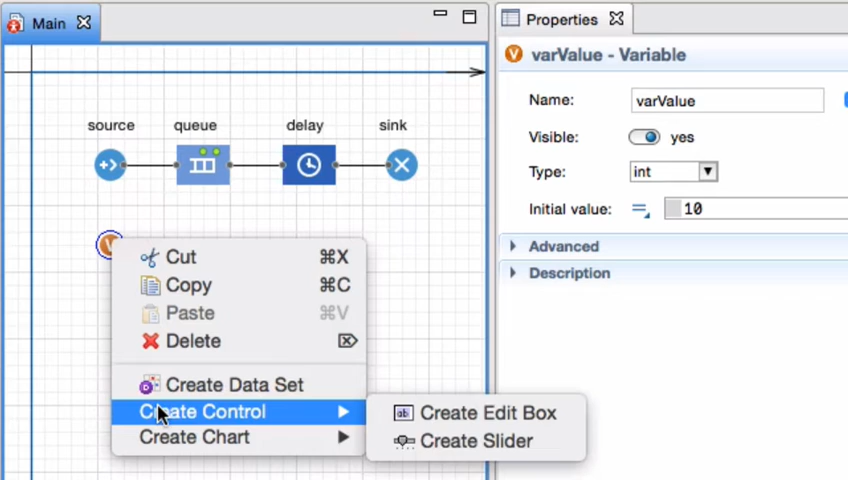 Main
Properties
varValue - Variable
Name: varValue
Visible: yes
Type: int
Initial value: 10
Advanced
Description
source queue delay sink
V
Cut ⌘X
Copy ⌘C
Paste ⌘V
Delete
Create Data Set
Create Control
Create Chart
Create Edit Box
Create Slider